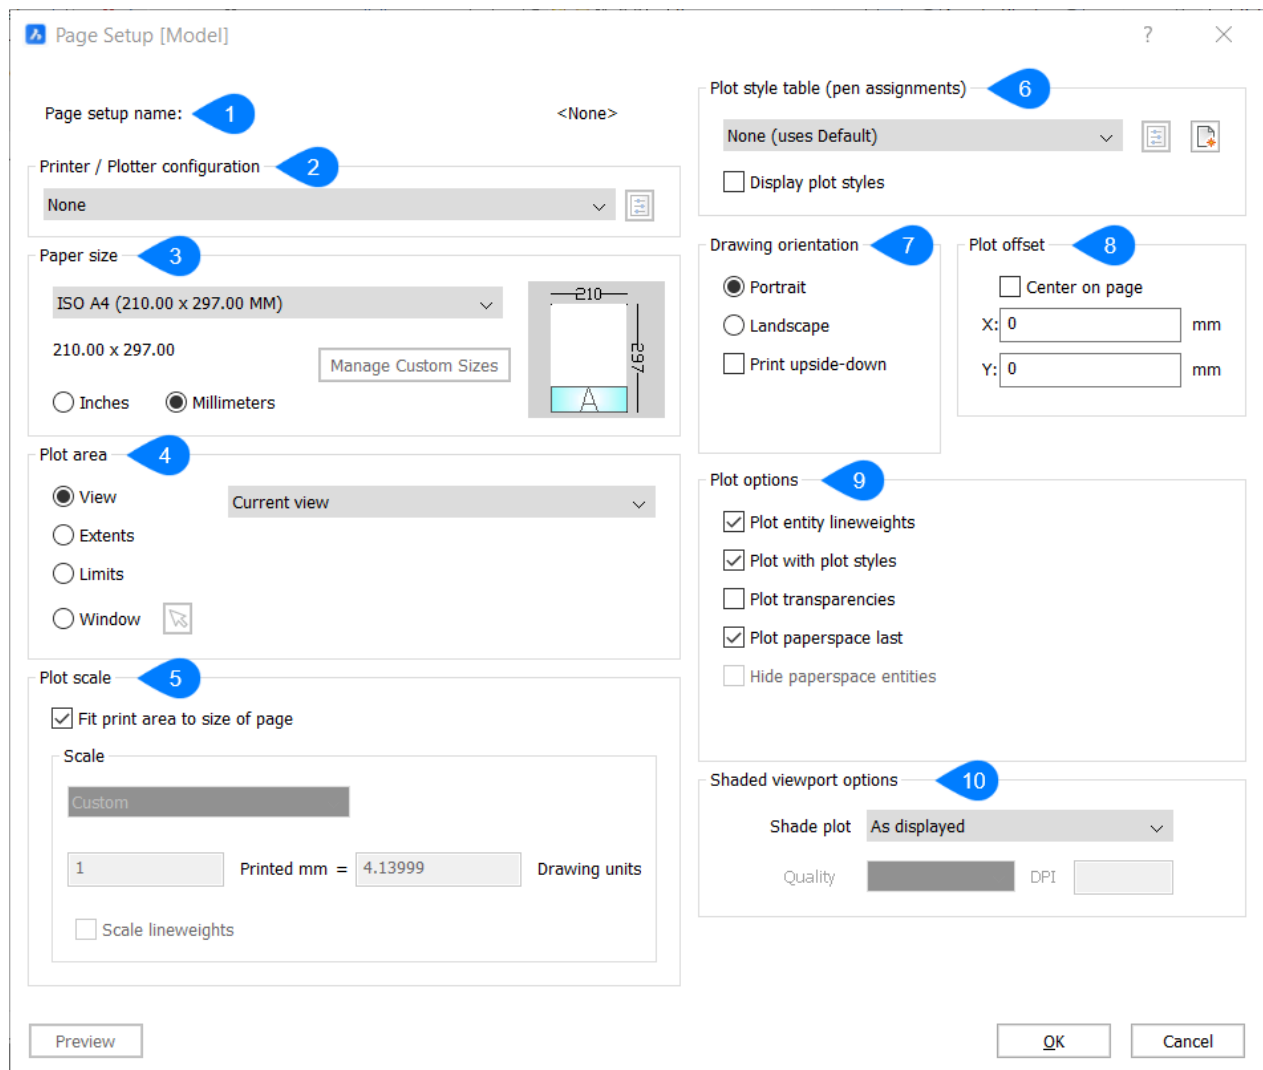 Page Setup [Model]
?
Page setup name:
1
<None>
Printer / Plotter configuration
2
None
Paper size
3
ISO A4 (210.00 x 297.00 MM)
210.00 x 297.00
Manage Custom Sizes
Inches
Millimeters
210
297
A
Plot area
4
View
Current view
Extents
Limits
Window
Plot scale
5
Fit print area to size of page
Scale
Custom
1
Printed mm =
4.13999
Drawing units
Scale lineweights
Plot style table (pen assignments)
6
None (uses Default)
Display plot styles
Drawing orientation
7
Portrait
Landscape
Print upside-down
Plot offset
8
Center on page
X: 0 mm
Y: 0 mm
Plot options
9
Plot entity lineweights
Plot with plot styles
Plot transparencies
Plot paperspace last
Hide paperspace entities
Shaded viewport options
10
Shade plot
As displayed
Quality
DPI
Preview
OK
Cancel